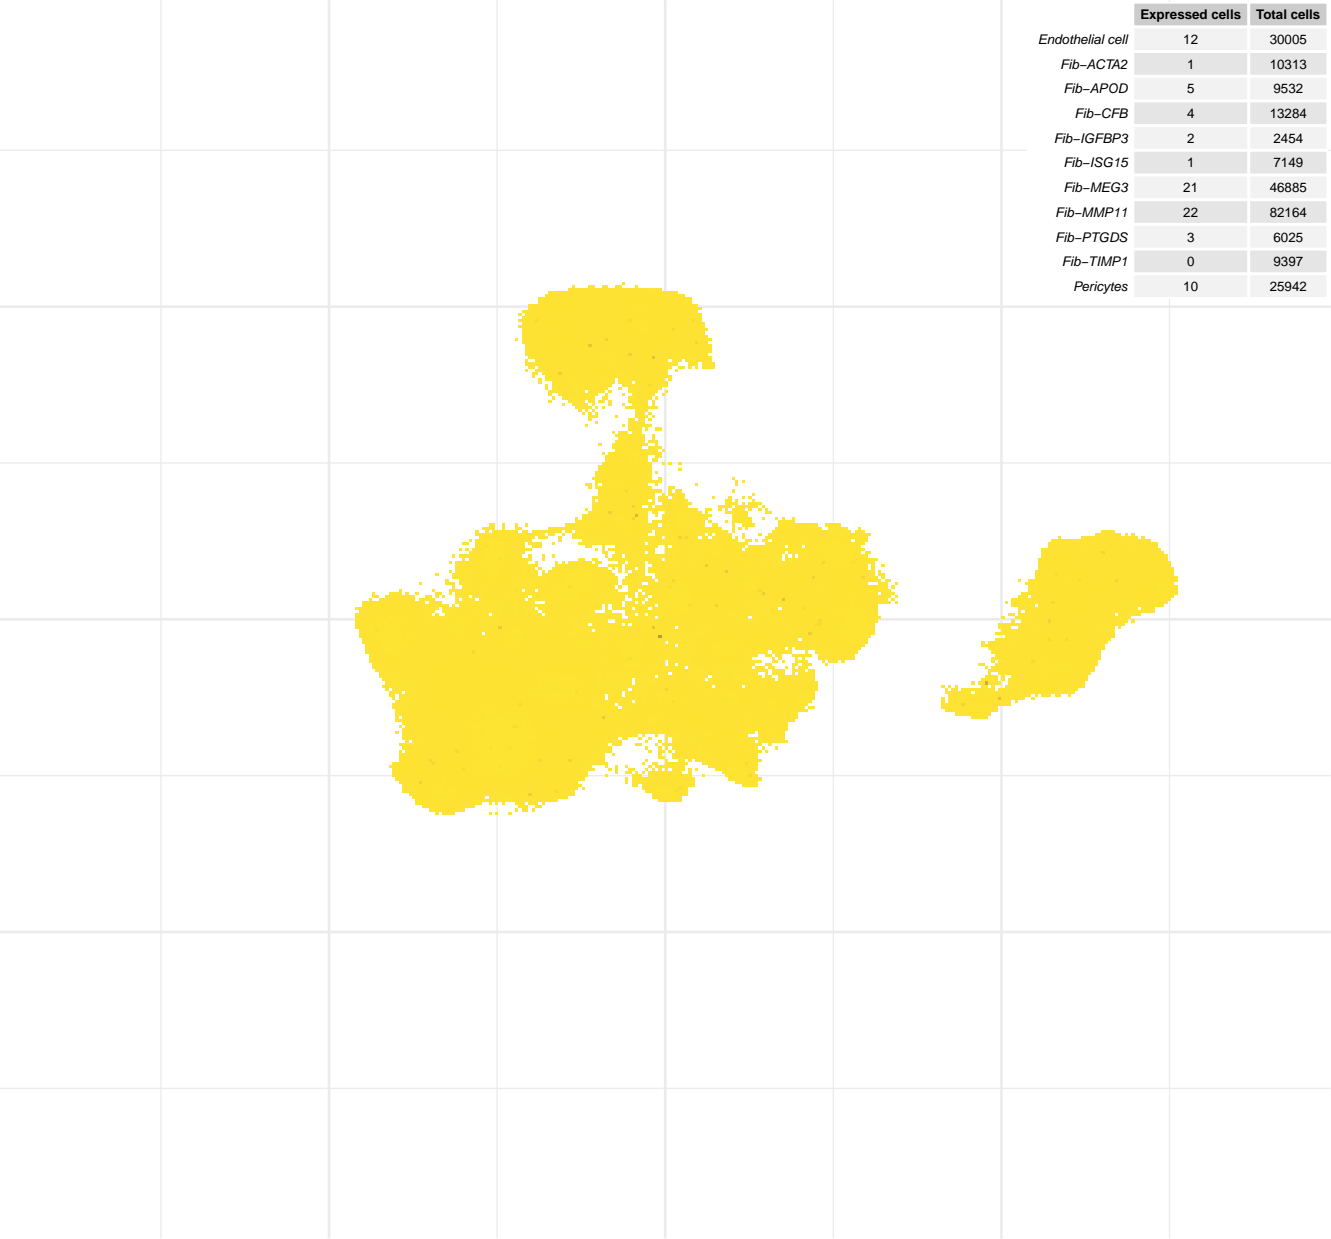 Expressed cells Total cells
Endothelial cell 12 30005
Fib−ACTA2 1 10313
Fib−APOD 5 9532
Fib−CFB 4 13284
Fib−IGFBP3 2 2454
Fib−ISG15 1 7149
Fib−MEG3 21 46885
Fib−MMP11 22 82164
Fib−PTGDS 3 6025
Fib−TIMP1 0 9397
Pericytes 10 25942